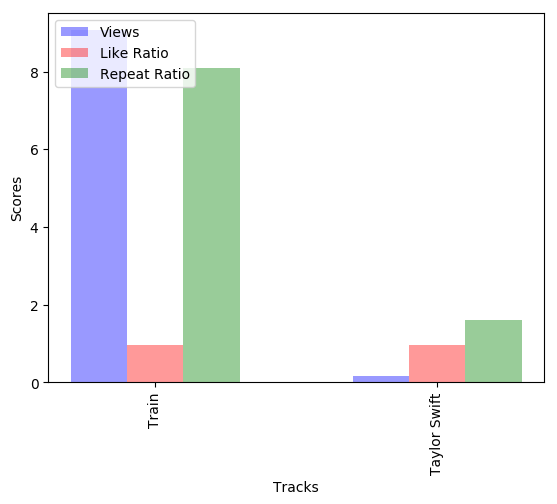 Views
Like Ratio
Repeat Ratio
8
6
4
2
0
Scores
Train
Taylor Swift
Tracks